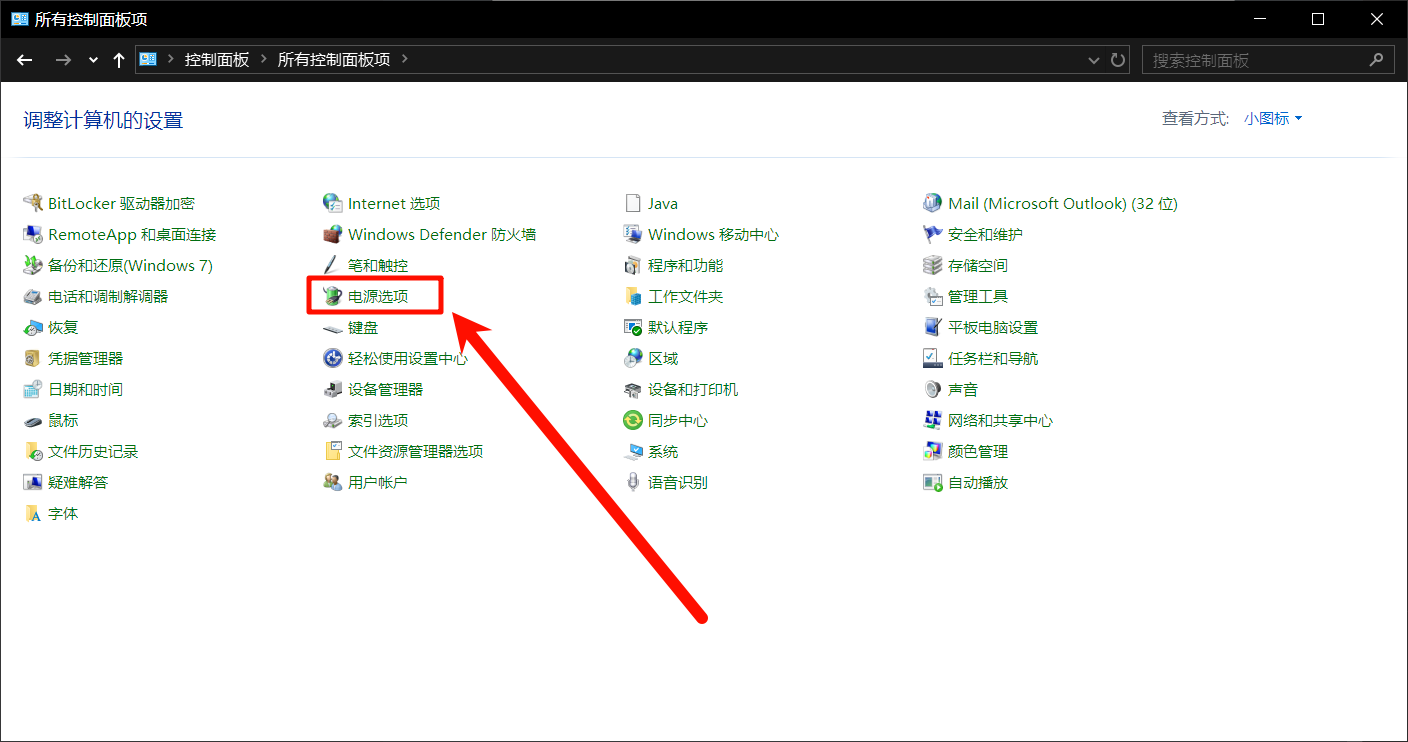 所有控制面板项
控制面板 所有控制面板项 搜索控制面板
调整计算机的设置
查看方式: 小图标
BitLocker 驱动器加密 Internet 选项 Java Mail (Microsoft Outlook) (32 位)
RemoteApp 和桌面连接 Windows Defender 防火墙 Windows 移动中心 安全和维护
备份和还原(Windows 7) 笔和触控 程序和功能 存储空间
电话和调制解调器 电源选项 工作文件夹 管理工具
恢复 键盘 默认程序 平板电脑设置
凭据管理器 轻松使用设置中心 区域 任务栏和导航
日期和时间 设备管理器 设备和打印机 声音
鼠标 索引选项 同步中心 网络和共享中心
文件历史记录 文件资源管理器选项 系统 颜色管理
疑难解答 用户帐户 语音识别 自动播放
字体